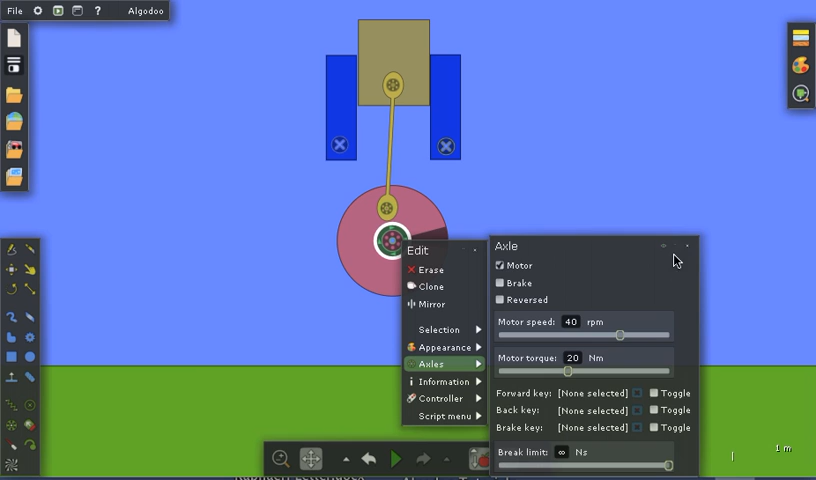 File ? Algodoo
Edit
Erase
Clone
Mirror
Selection
Appearance
Axles
Information
Controller
Script menu
Axle
Motor
Brake
Reversed
Motor speed: 40 rpm
Motor torque: 20 Nm
Forward key: [None selected] Toggle
Back key: [None selected] Toggle
Brake key: [None selected] Toggle
Break limit: ∞ Ns
1 m